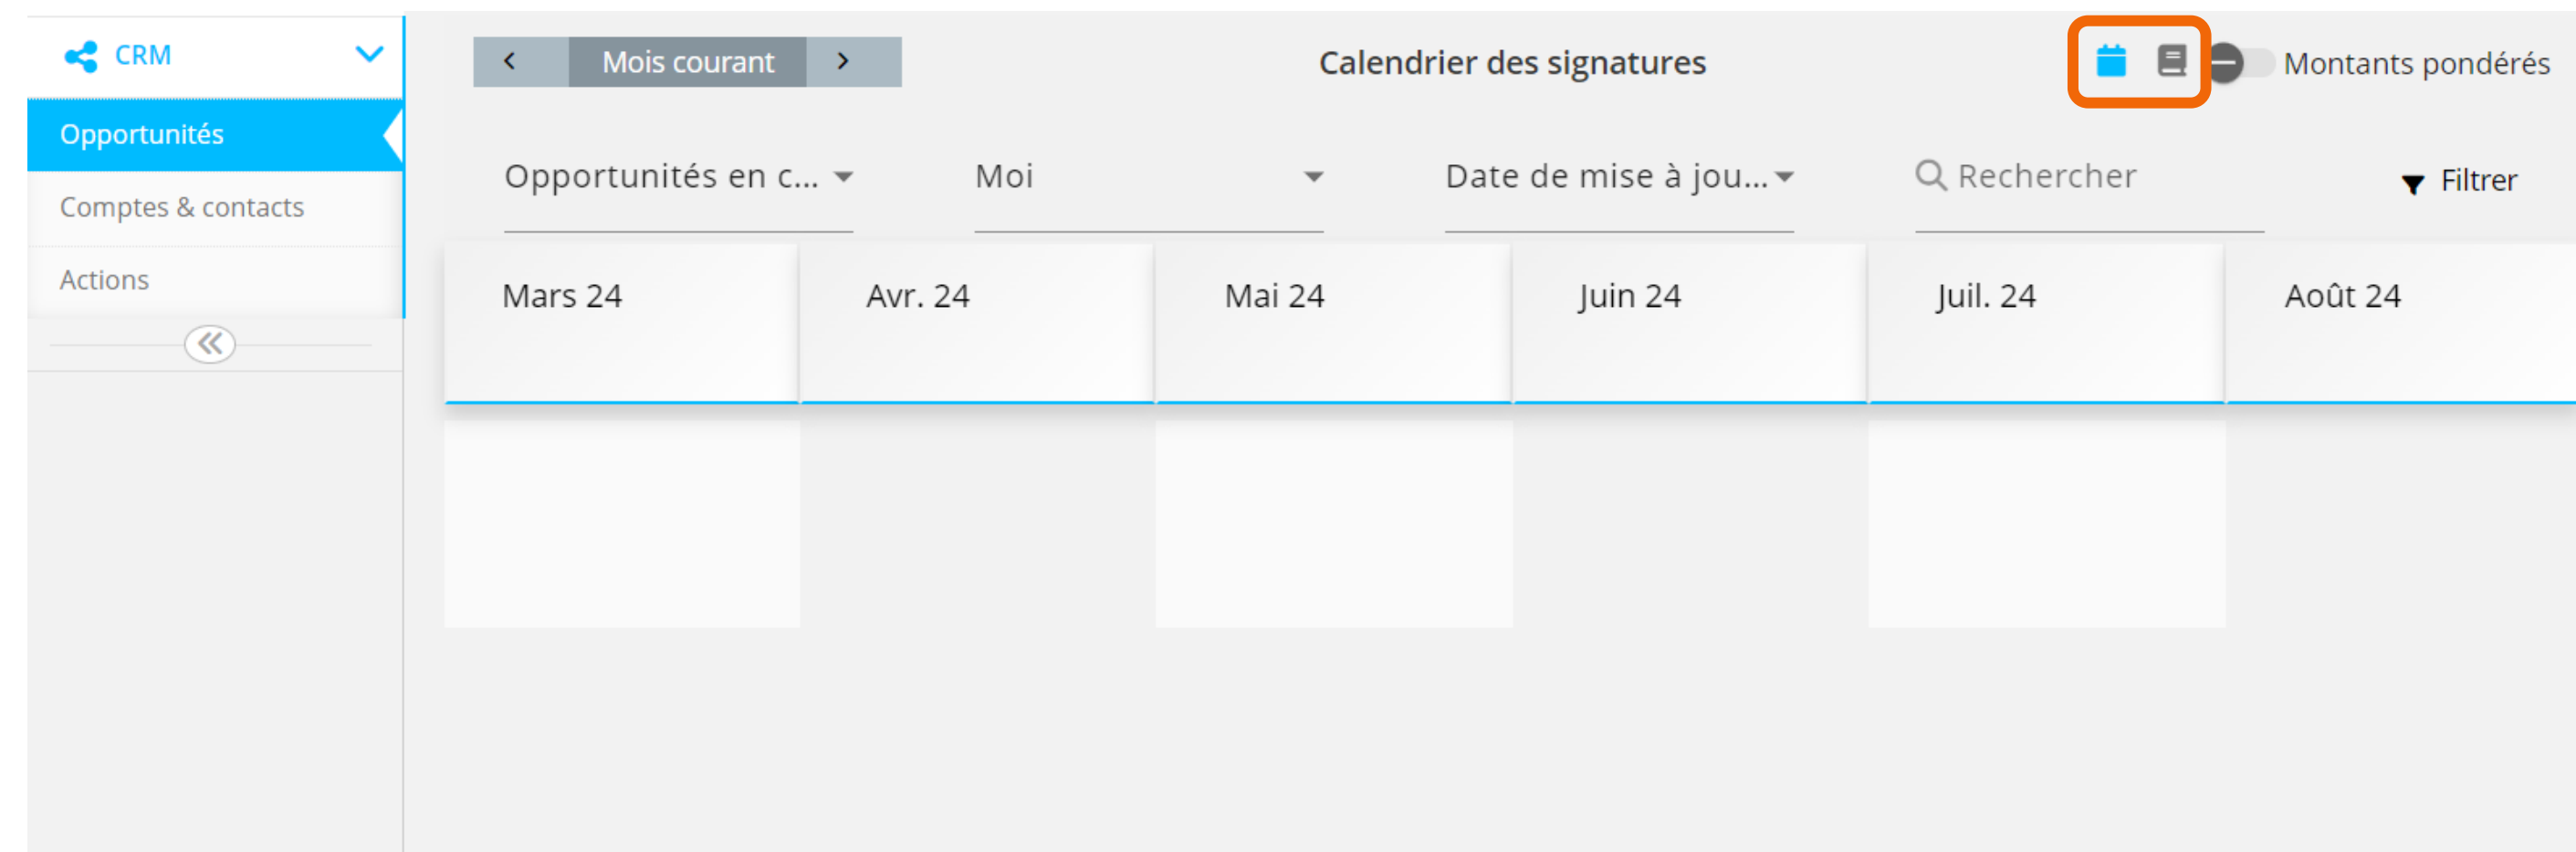 CRM
Opportunités
Comptes & contacts
Actions
Mois courant
Calendrier des signatures
Montants pondérés
Opportunités en c...
Moi
Date de mise à jou...
Rechercher
Filtrer
Mars 24
Avr. 24
Mai 24
Juin 24
Juil. 24
Août 24